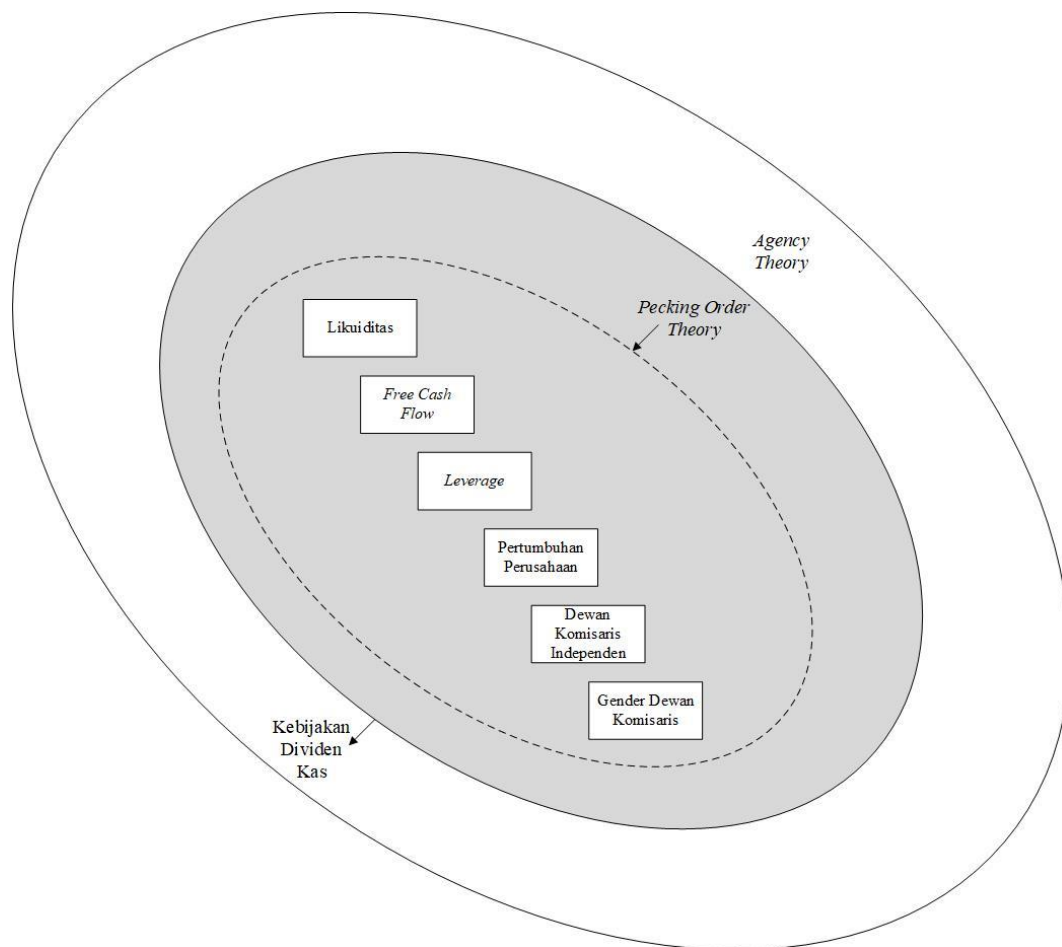 Agency
Theory
Pecking Order
Theory
Likuiditas
Free Cash
Flow
Leverage
Pertumbuhan
Perusahaan
Dewan
Komisaris
Independen
Gender Dewan
Komisaris
Kebijakan
Dividen
Kas